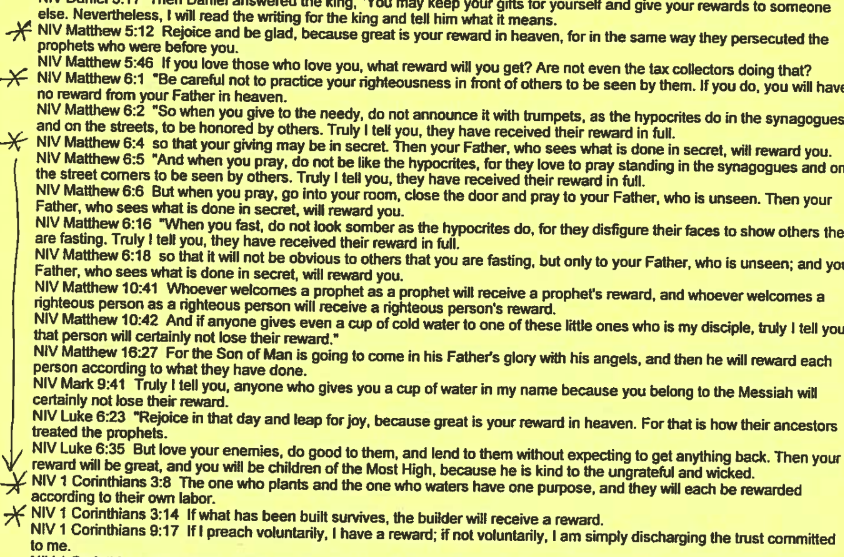 NIV Daniel 5:17 Then Daniel answered the king, "You may keep your gifts for yourself and give your rewards to someone
else. Nevertheless, I will read the writing for the king and tell him what it means.
NIV Matthew 5:12 Rejoice and be glad, because great is your reward in heaven, for in the same way they persecuted the
prophets who were before you.
NIV Matthew 5:46 If you love those who love you, what reward will you get? Are not even the tax collectors doing that?
NIV Matthew 6:1 "Be careful not to practice your righteousness in front of others to be seen by them. If you do, you will have
no reward from your Father in heaven.
NIV Matthew 6:2 "So when you give to the needy, do not announce it with trumpets, as the hypocrites do in the synagogues
and on the streets, to be honored by others. Truly I tell you, they have received their reward in full.
NIV Matthew 6:4 so that your giving may be in secret. Then your Father, who sees what is done in secret, will reward you.
NIV Matthew 6:5 "And when you pray, do not be like the hypocrites, for they love to pray standing in the synagogues and on
the street corners to be seen by others. Truly I tell you, they have received their reward in full.
NIV Matthew 6:6 But when you pray, go into your room, close the door and pray to your Father, who is unseen. Then your
Father, who sees what is done in secret, will reward you.
NIV Matthew 6:16 "When you fast, do not look somber as the hypocrites do, for they disfigure their faces to show others the
are fasting. Truly I tell you, they have received their reward in full.
NIV Matthew 6:18 so that it will not be obvious to others that you are fasting, but only to your Father, who is unseen; and you
Father, who sees what is done in secret, will reward you.
NIV Matthew 10:41 Whoever welcomes a prophet as a prophet will receive a prophet's reward, and whoever welcomes a
righteous person as a righteous person will receive a righteous person's reward.
NIV Matthew 10:42 And if anyone gives even a cup of cold water to one of these little ones who is my disciple, truly I tell you
that person will certainly not lose their reward."
NIV Matthew 16:27 For the Son of Man is going to come in his Father's glory with his angels, and then he will reward each
person according to what they have done.
NIV Mark 9:41 Truly I tell you, anyone who gives you a cup of water in my name because you belong to the Messiah will
certainly not lose their reward.
NIV Luke 6:23 "Rejoice in that day and leap for joy, because great is your reward in heaven. For that is how their ancestors
treated the prophets.
NIV Luke 6:35 But love your enemies, do good to them, and lend to them without expecting to get anything back. Then your
reward will be great, and you will be children of the Most High, because he is kind to the ungrateful and wicked.
NIV 1 Corinthians 3:8 The one who plants and the one who waters have one purpose, and they will each be rewarded
according to their own labor.
NIV 1 Corinthians 3:14 If what has been built survives, the builder will receive a reward.
NIV 1 Corinthians 9:17 If I preach voluntarily, I have a reward; if not voluntarily, I am simply discharging the trust committed
to me.